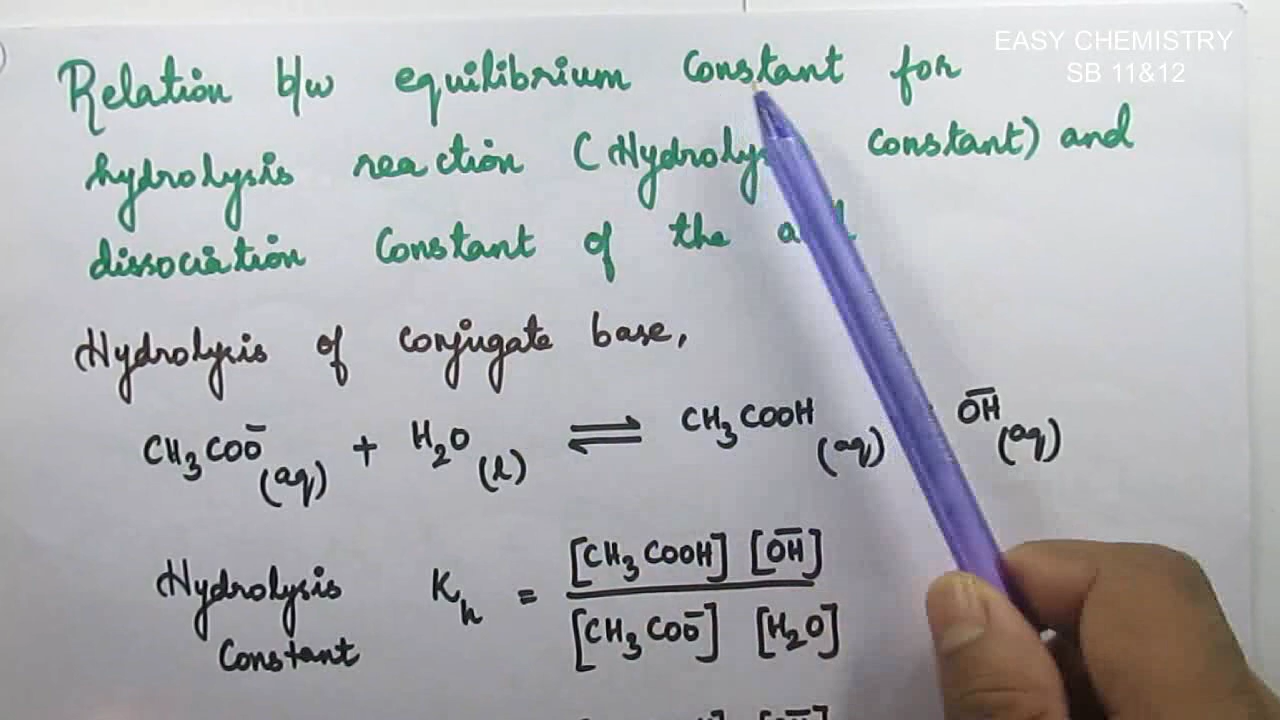 EASY CHEMISTRY
SB 11&12
Relation b/w equilibrium constant for
hydrolysis reaction (Hydrolys constant) and
dissociation constant of the
Hydrolysis of conjugate base,
CH₃COO⁻(aq) + H₂O(l) ⇌ CH₃COOH(aq) OH⁻(aq)
Hydrolysis Constant Kₕ = [CH₃COOH] [OH⁻]
[CH₃COO⁻] [H₂O]